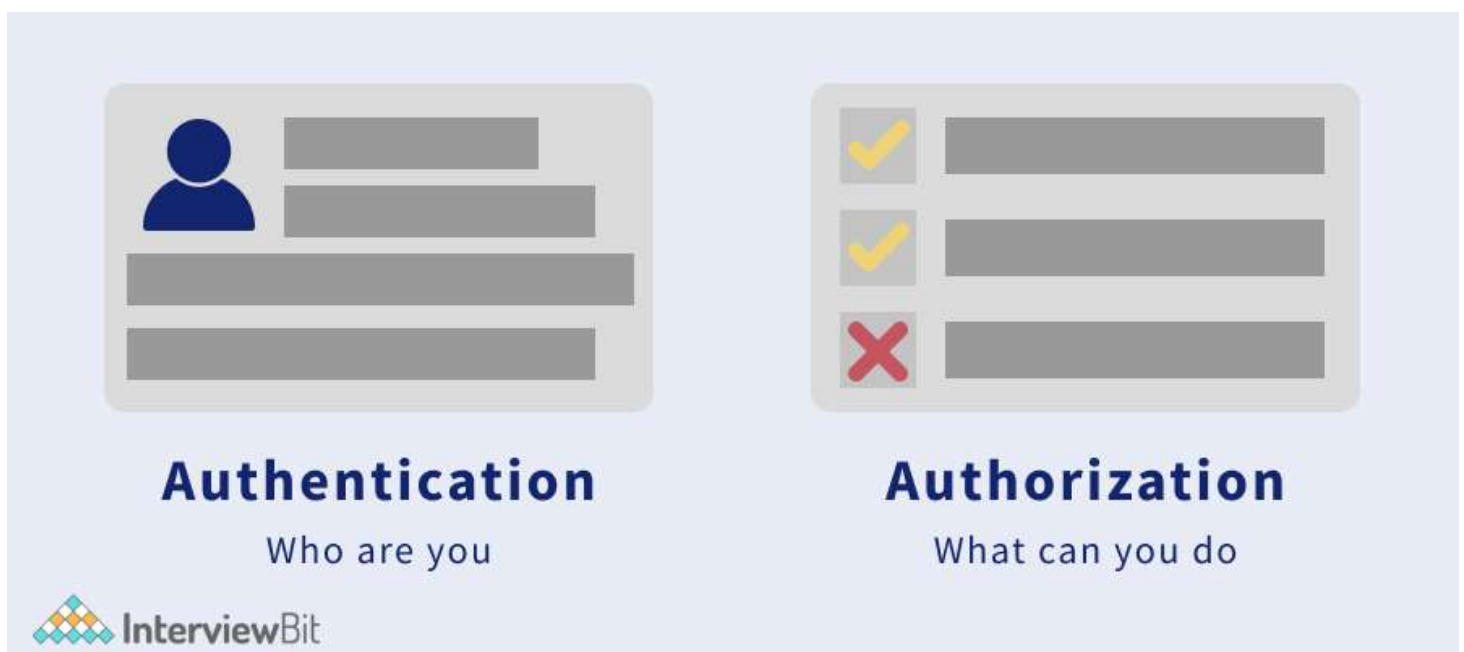 Authentication
Who are you
Authorization
What can you do
InterviewBit